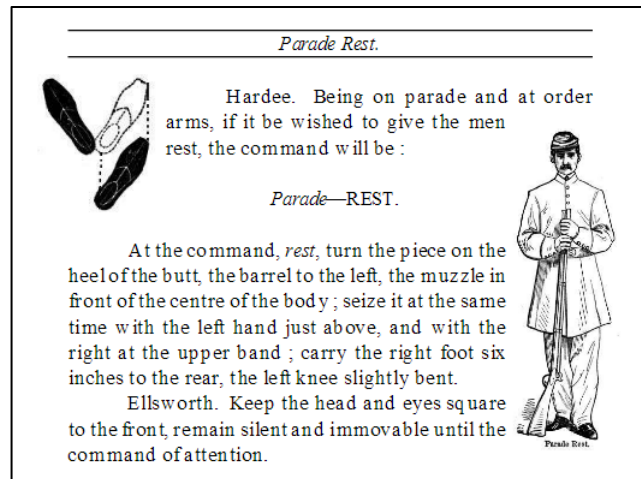 Parade Rest.
Hardee. Being on parade and at order
arms, if it be wished to give the men
rest, the command will be :
Parade—REST.
At the command, rest, turn the piece on the
heel of the butt, the barrel to the left, the muzzle in
front of the centre of the body ; seize it at the same
time with the left hand just above, and with the
right at the upper band ; carry the right foot six
inches to the rear, the left knee slightly bent.
Ellsworth. Keep the head and eyes square
to the front, remain silent and immovable until the
command of attention.
Parade Rest.